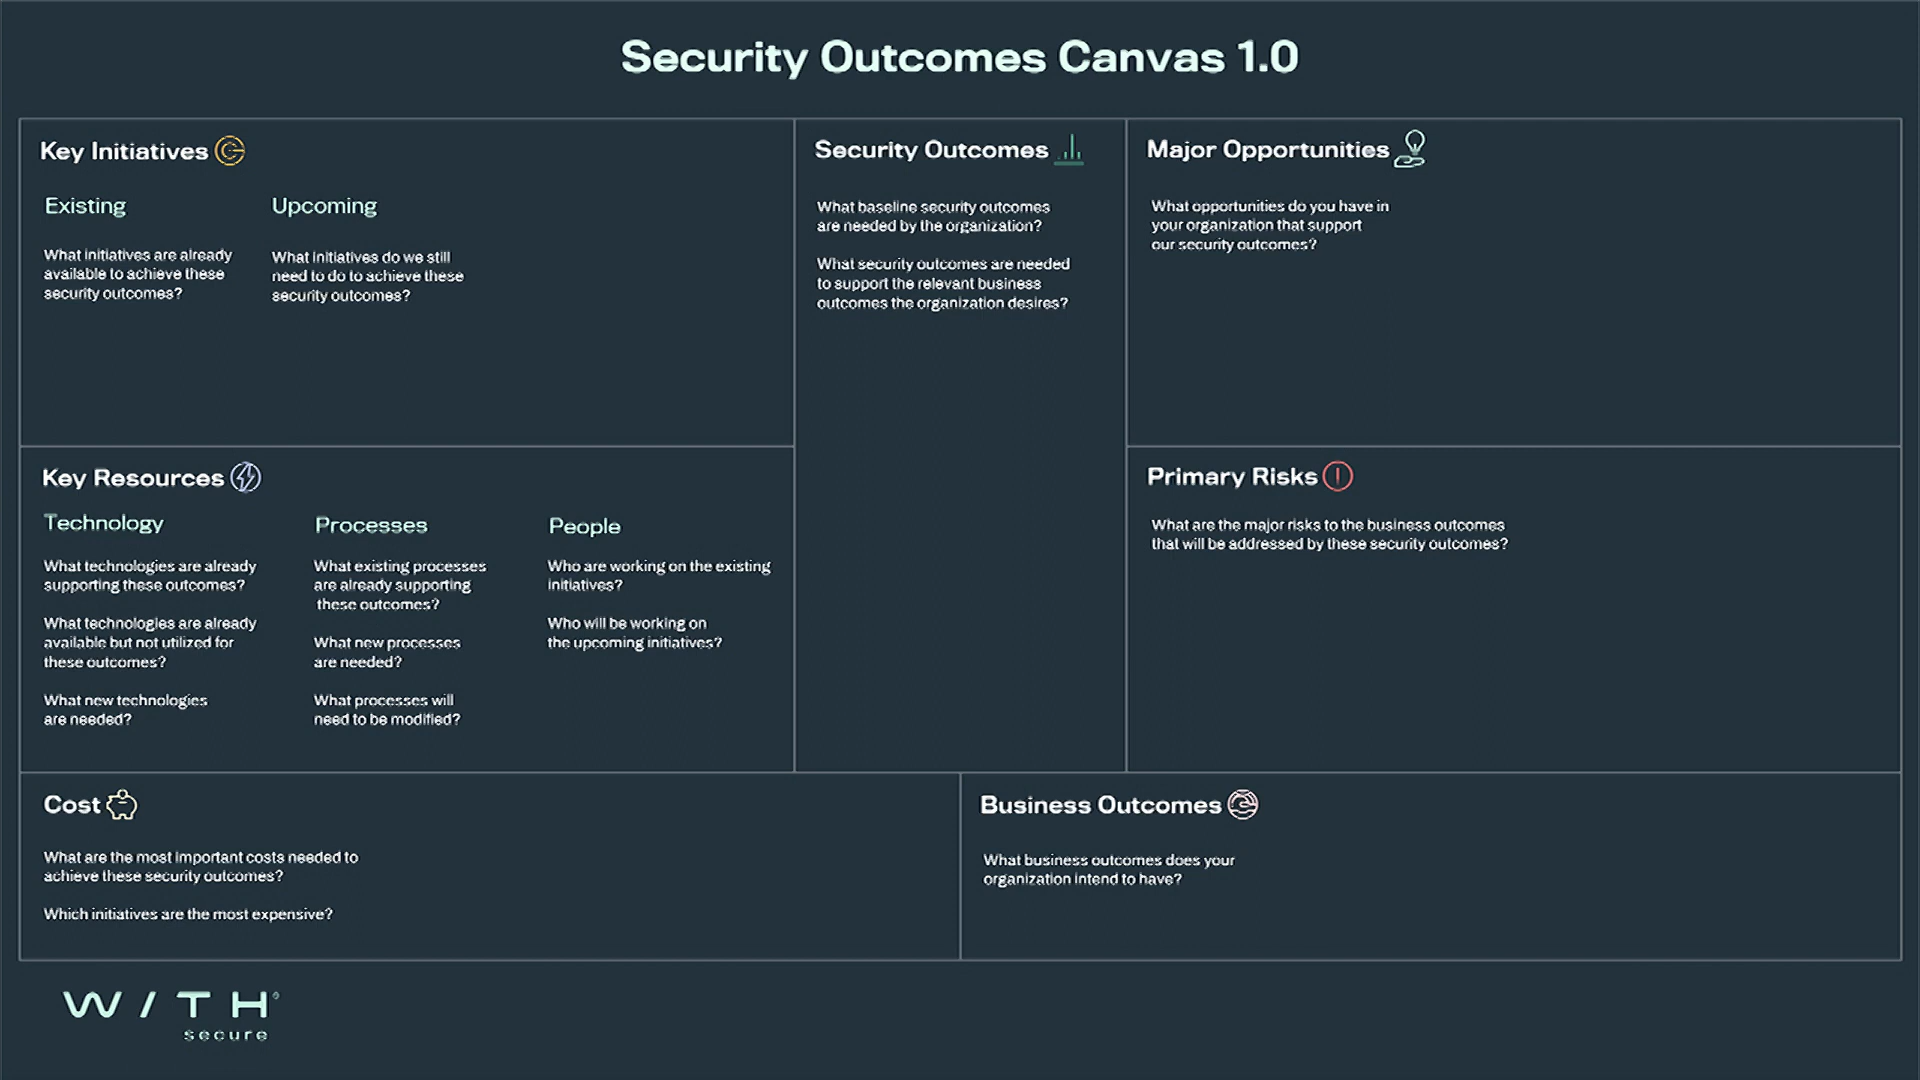 Security Outcomes Canvas 1.0
Key Initiatives
Existing
What initiatives are already
available to achieve these
security outcomes?
Upcoming
What initiatives do we still
need to do to achieve these
security outcomes?
Security Outcomes
What baseline security outcomes
are needed by the organization?
What security outcomes are needed
to support the relevant business
outcomes the organization desires?
Major Opportunities
What opportunities do you have in
your organization that support
our security outcomes?
Key Resources
Technology
What technologies are already
supporting these outcomes?
What technologies are already
available but not utilized for
these outcomes?
What new technologies
are needed?
Processes
What existing processes
are already supporting
these outcomes?
What new processes
are needed?
What processes will
need to be modified?
People
Who are working on the existing
initiatives?
Who will be working on
the upcoming initiatives?
Primary Risks
What are the major risks to the business outcomes
that will be addressed by these security outcomes?
Cost
What are the most important costs needed to
achieve these security outcomes?
Which initiatives are the most expensive?
Business Outcomes
What business outcomes does your
organization intend to have?
W / T H
secure